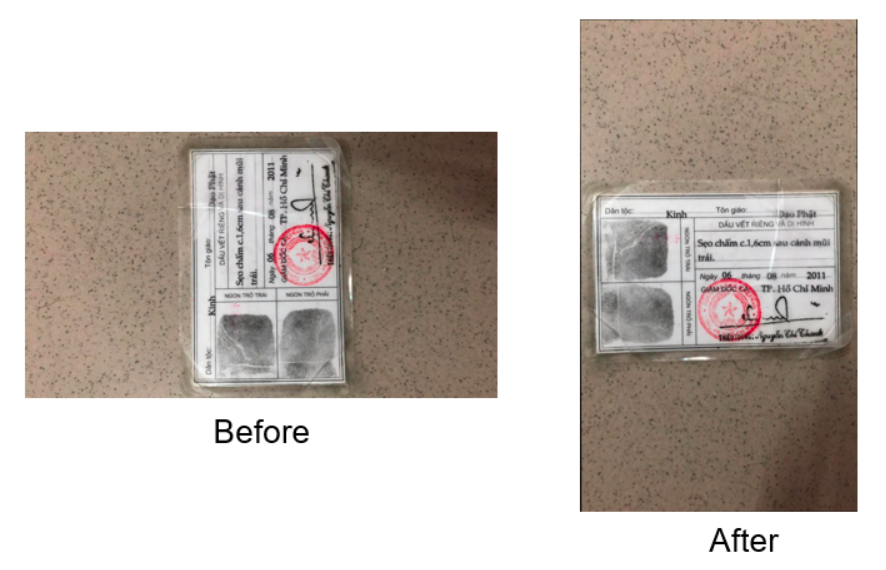 Dân tộc: Kinh Tôn giáo: Đạo Phật
DẤU VẾT RIÊNG VÀ DỊ HÌNH
Sẹo chấm c.1,6cm sau cánh mũi
trái.
Ngày 06 tháng 08 năm 2011
GIÁM ĐỐC CA TP. Hồ Chí Minh
Nguyễn Chí Thành
NGÓN TRỎ TRÁI
NGÓN TRỎ PHẢI
Before
Dân tộc: Kinh Tôn giáo: Đạo Phật
DẤU VẾT RIÊNG VÀ DỊ HÌNH
Sẹo chấm c.1,6cm sau cánh mũi
trái.
Ngày 06 tháng 08 năm 2011
GIÁM ĐỐC CA TP. Hồ Chí Minh
Nguyễn Chí Thành
NGÓN TRỎ TRÁI
NGÓN TRỎ PHẢI
After